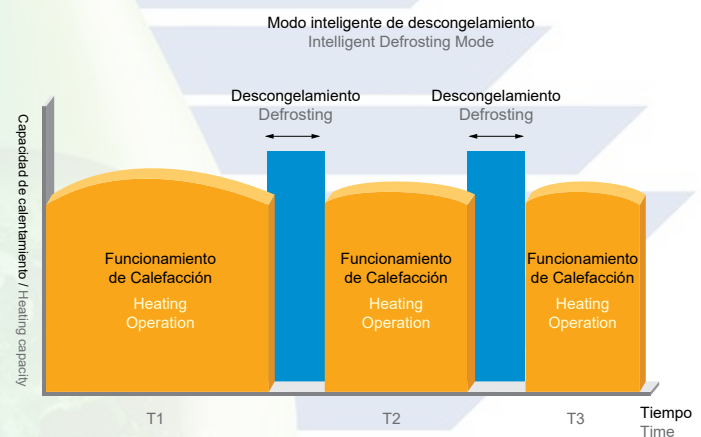 Modo inteligente de descongelamiento
Intelligent Defrosting Mode
Descongelamiento
Defrosting
Descongelamiento
Defrosting
Capacidad de calentamiento / Heating capacity
Funcionamiento
de Calefacción
Heating
Operation
Funcionamiento
de Calefacción
Heating
Operation
Funcionamiento
de Calefacción
Heating
Operation
T1
T2
T3
Tiempo
Time